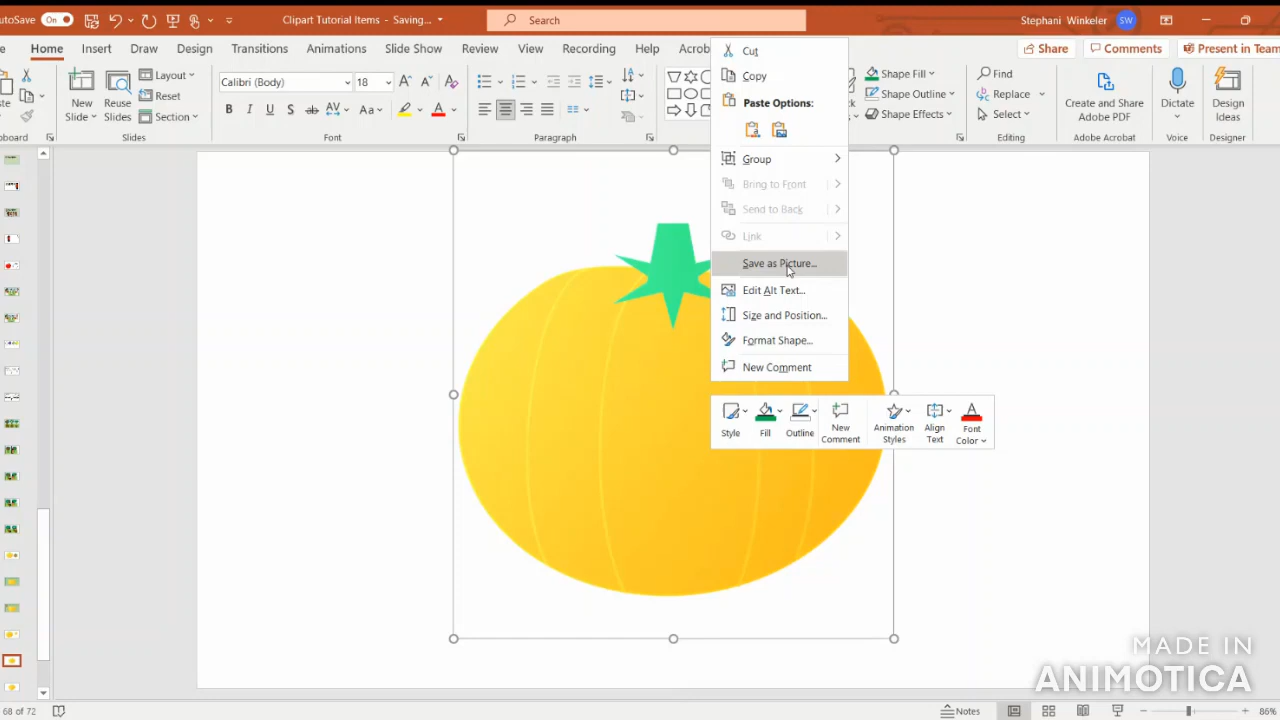 AutoSave On
Clipart Tutorial Items - Saving...
Search
Stephani Winkeler
SW
Home Insert Draw Design Transitions Animations Slide Show Review View Recording Help Acrob
Share Comments Present in Team
New Slide
Reuse Slides
Layout
Reset
Section
Slides
Calibri (Body) 18
B I U S ab AV Aa A
Font
Paragraph
Shape Fill
Shape Outline
Shape Effects
Find
Replace
Select
Editing
Create and Share Adobe PDF
Adobe Acrobat
Dictate
Voice
Design Ideas
Designer
Cut
Copy
Paste Options:
Group
Bring to Front
Send to Back
Link
Save as Picture...
Edit Alt Text...
Size and Position...
Format Shape...
New Comment
Style
Fill
Outline
New Comment
Animation Styles
Align Text
Font Color
MADE IN
ANIMOTICA
68 of 72
Notes
86%